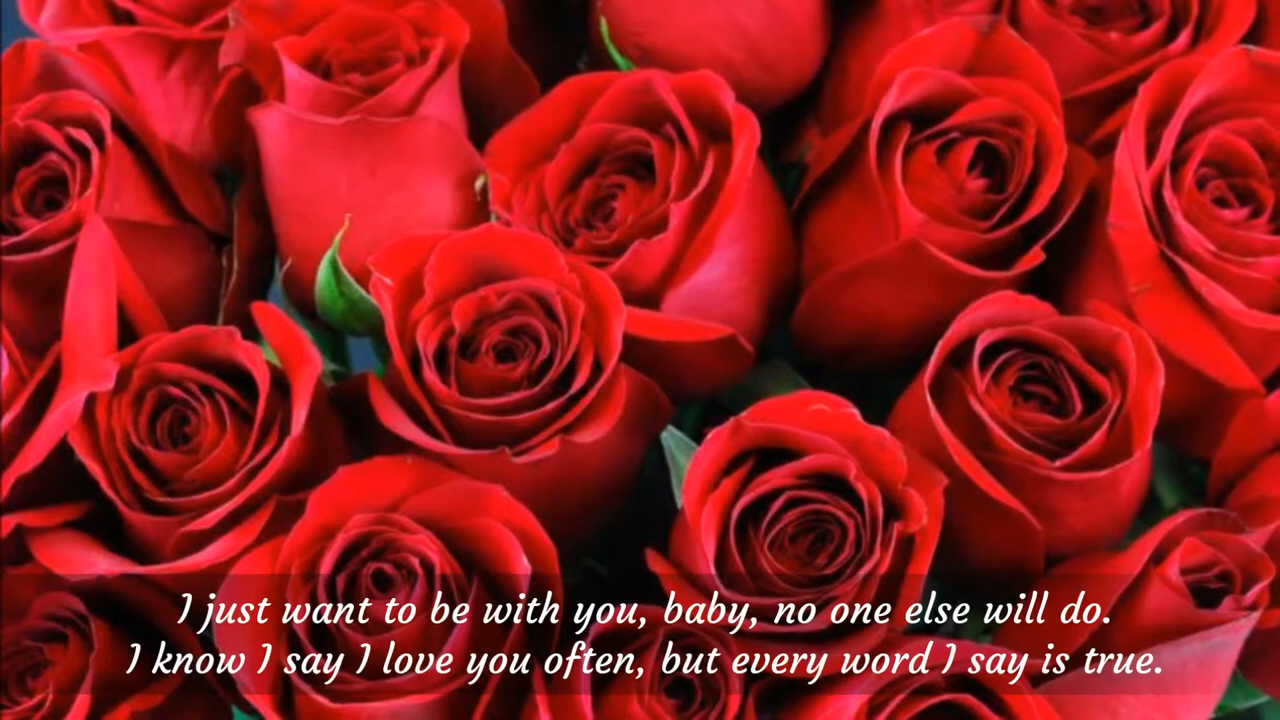 I just want to be with you, baby, no one else will do.
I know I say I love you often, but every word I say is true.